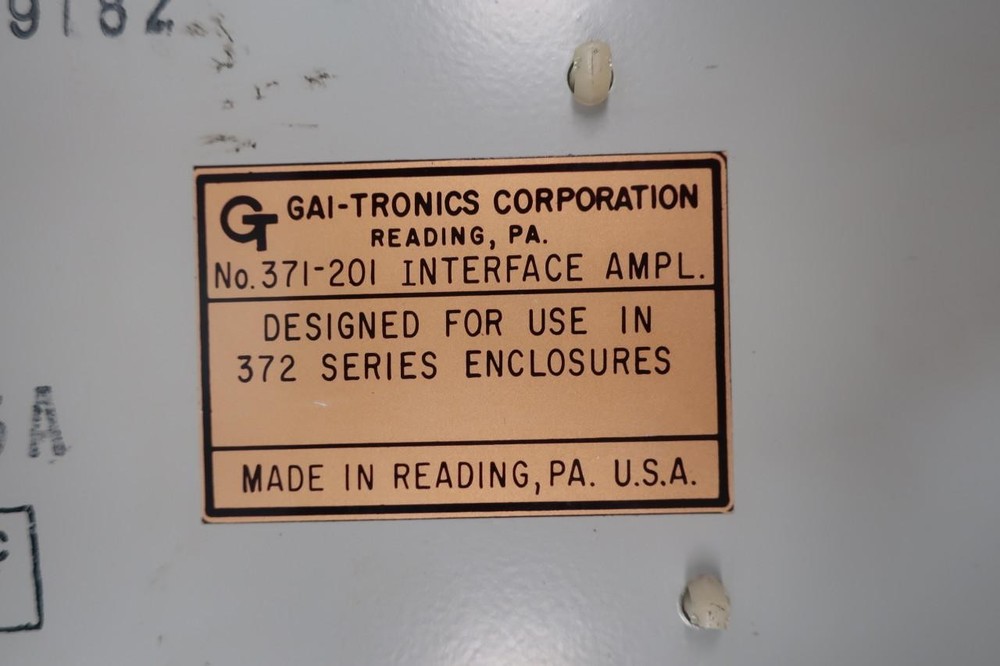 9182
GT GAI-TRONICS CORPORATION
READING, PA.
No. 371-201 INTERFACE AMPL.
DESIGNED FOR USE IN
372 SERIES ENCLOSURES
MADE IN READING, PA. U.S.A.